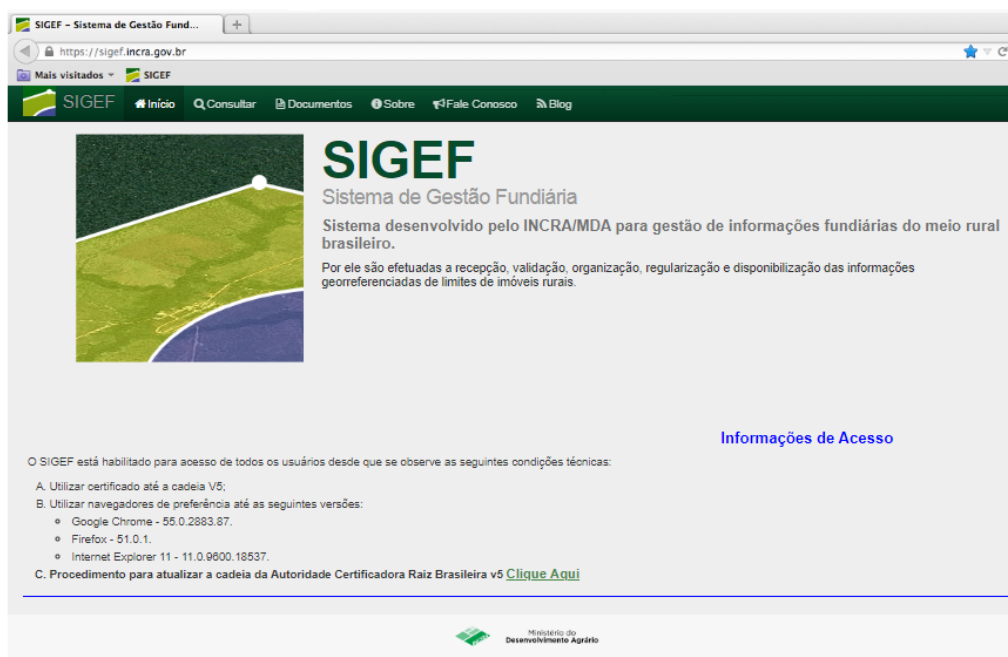 SIGEF - Sistema de Gestão Fund...
https://sigef.incra.gov.br
Mais visitados SIGEF
SIGEF Início Consultar Documentos Sobre Fale Conosco Blog
SIGEF
Sistema de Gestão Fundiária
Sistema desenvolvido pelo INCRA/MDA para gestão de informações fundiárias do meio rural
brasileiro.
Por ele são efetuadas a recepção, validação, organização, regularização e disponibilização das informações
georreferenciadas de limites de imóveis rurais.
Informações de Acesso
O SIGEF está habilitado para acesso de todos os usuários desde que se observe as seguintes condições técnicas:
A. Utilizar certificado até a cadeia V5;
B. Utilizar navegadores de preferência até as seguintes versões:
Google Chrome - 55.0.2883.87.
Firefox - 51.0.1.
Internet Explorer 11 - 11.0.9600.18537.
C. Procedimento para atualizar a cadeia da Autoridade Certificadora Raiz Brasileira v5 Clique Aqui
Ministério do
Desenvolvimento Agrário